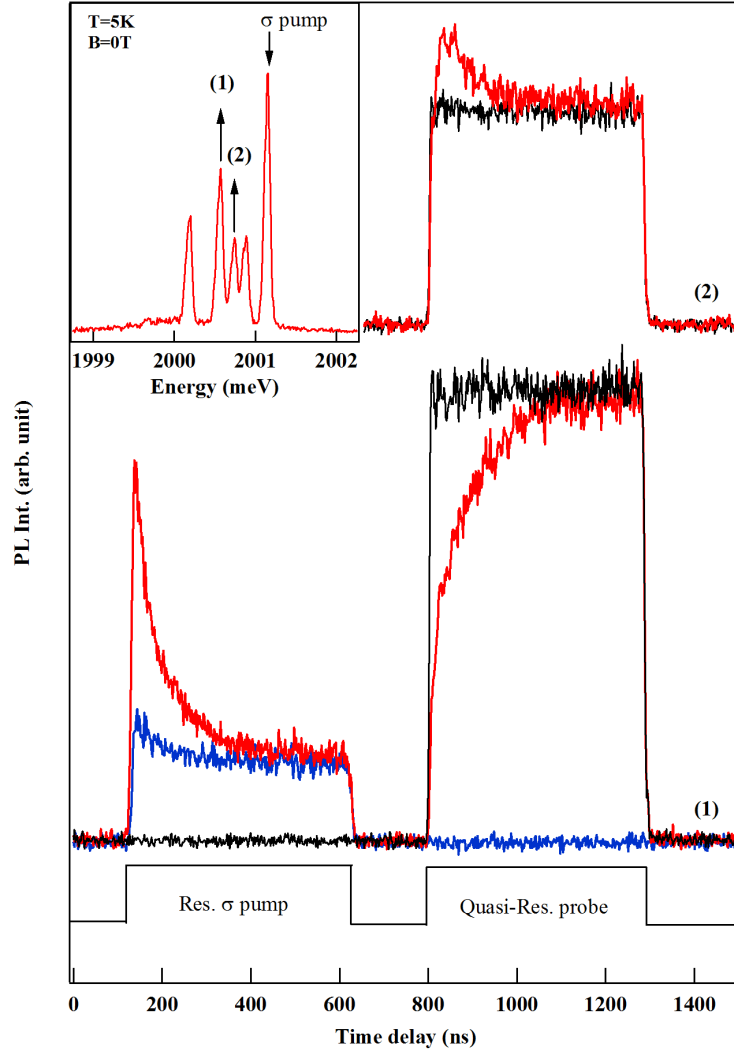 T=5K
B=0T
σ pump
(1)
(2)
1999 2000 2001 2002
Energy (meV)
(2)
PL Int. (arb. unit)
(1)
Res. σ pump
Quasi-Res. probe
0 200 400 600 800 1000 1200 1400
Time delay (ns)